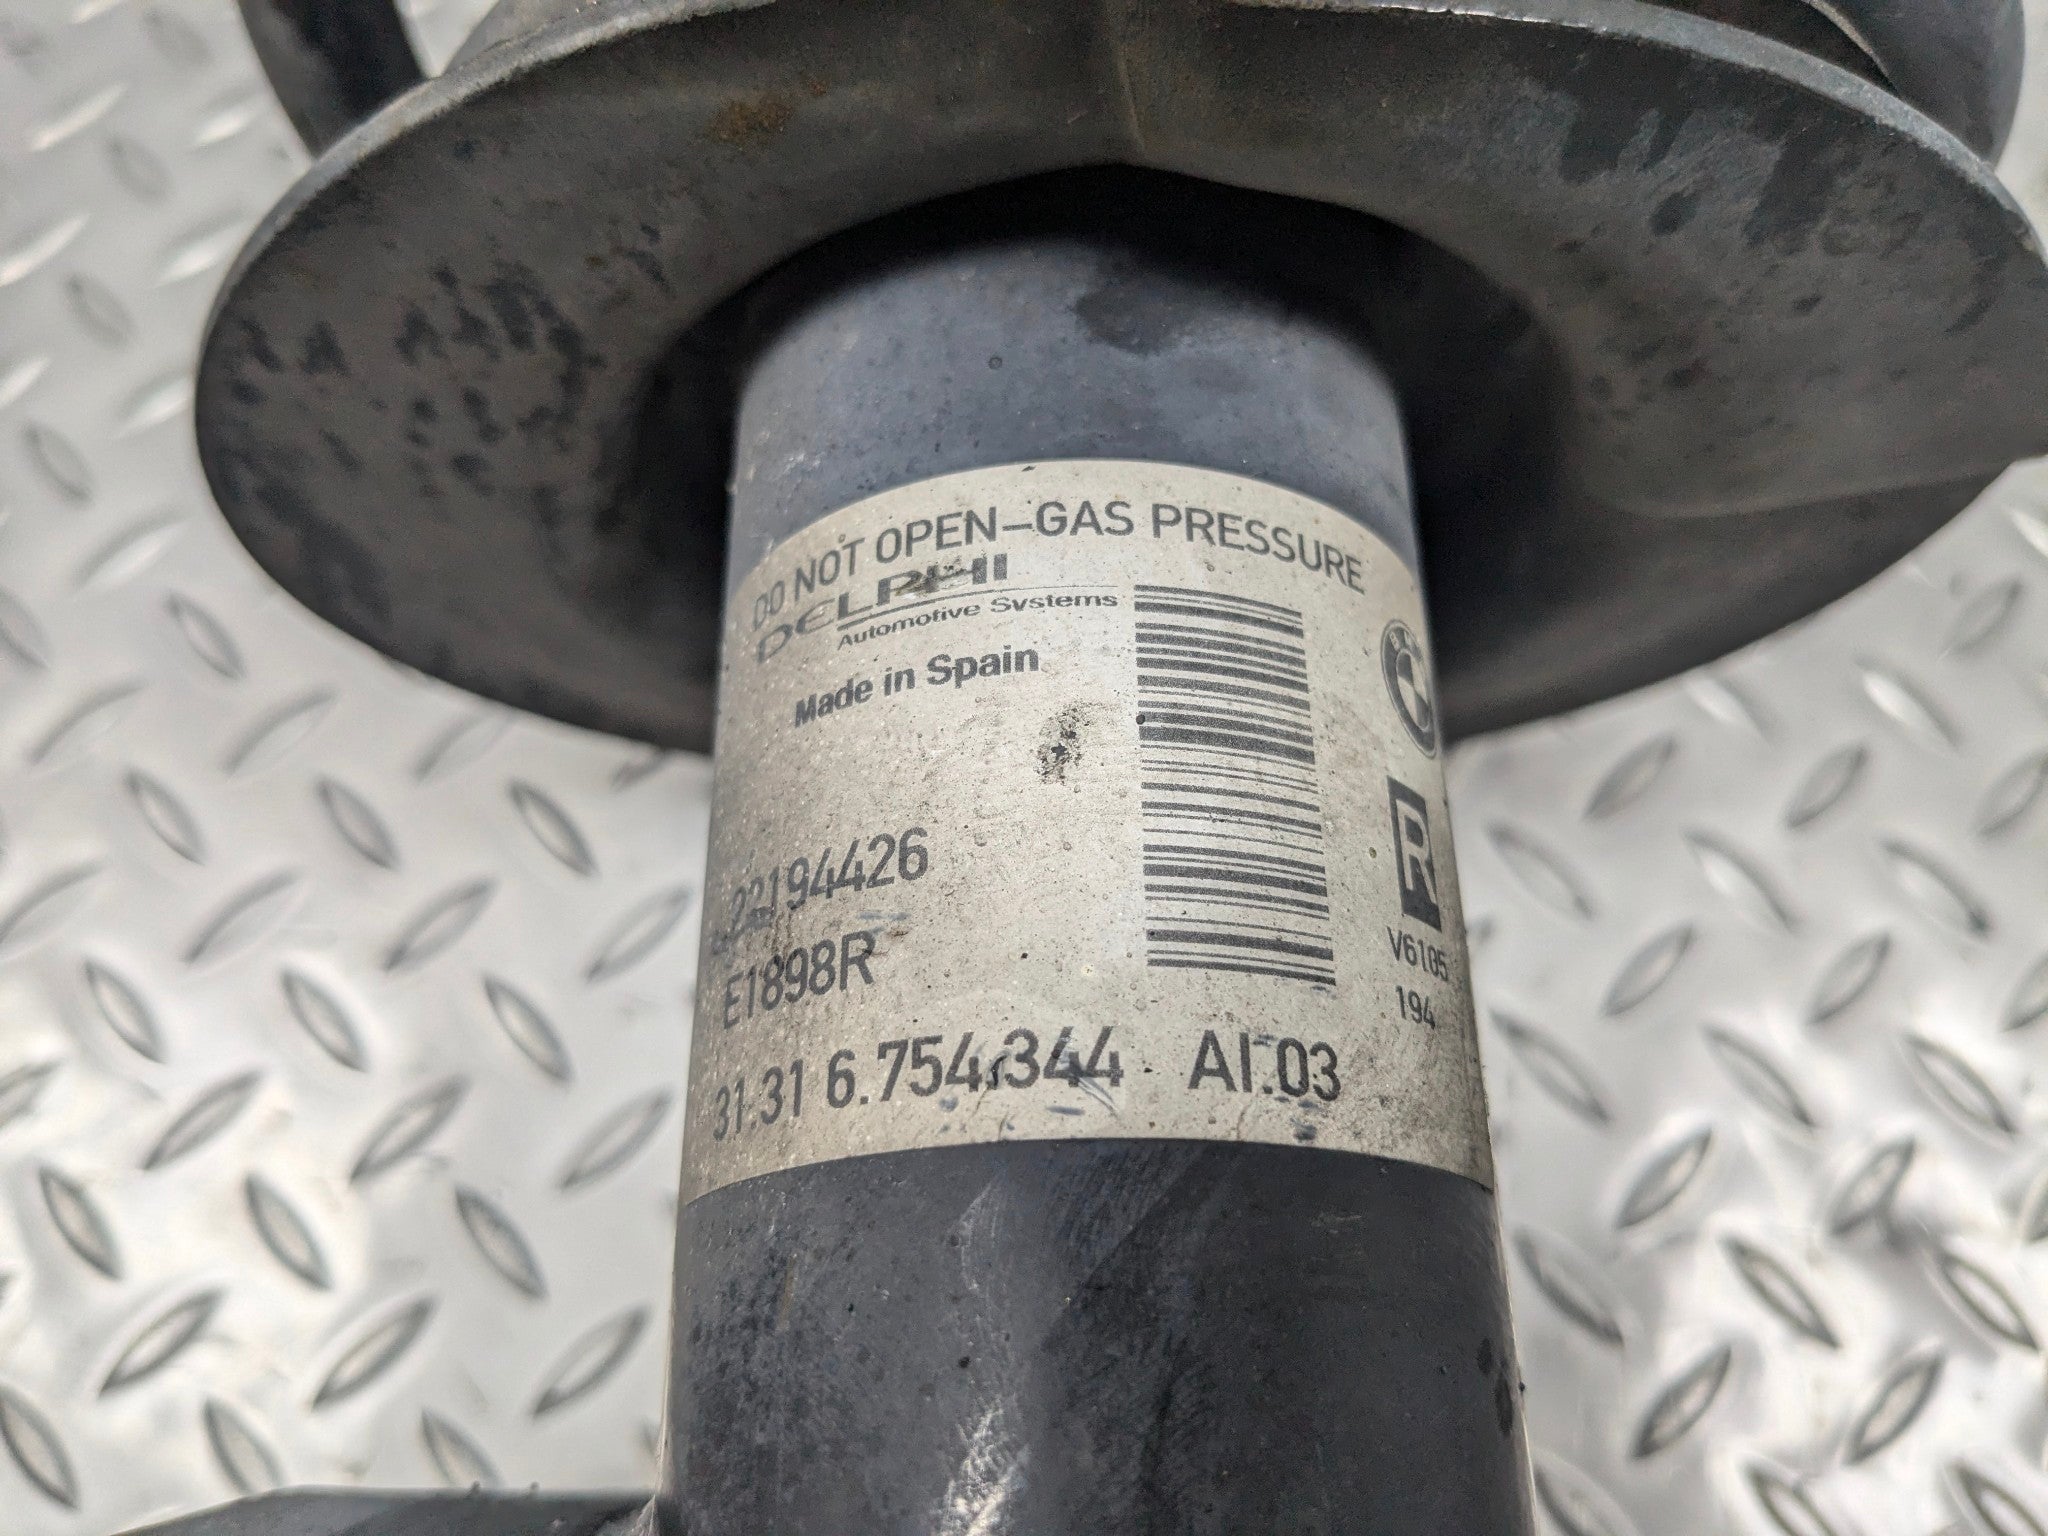 DO NOT OPEN-GAS PRESSURE
DELPHI
Automotive Systems
Made in Spain
22194426
E1898R
31.31 6.754.344 AI.03
R
V6105
194